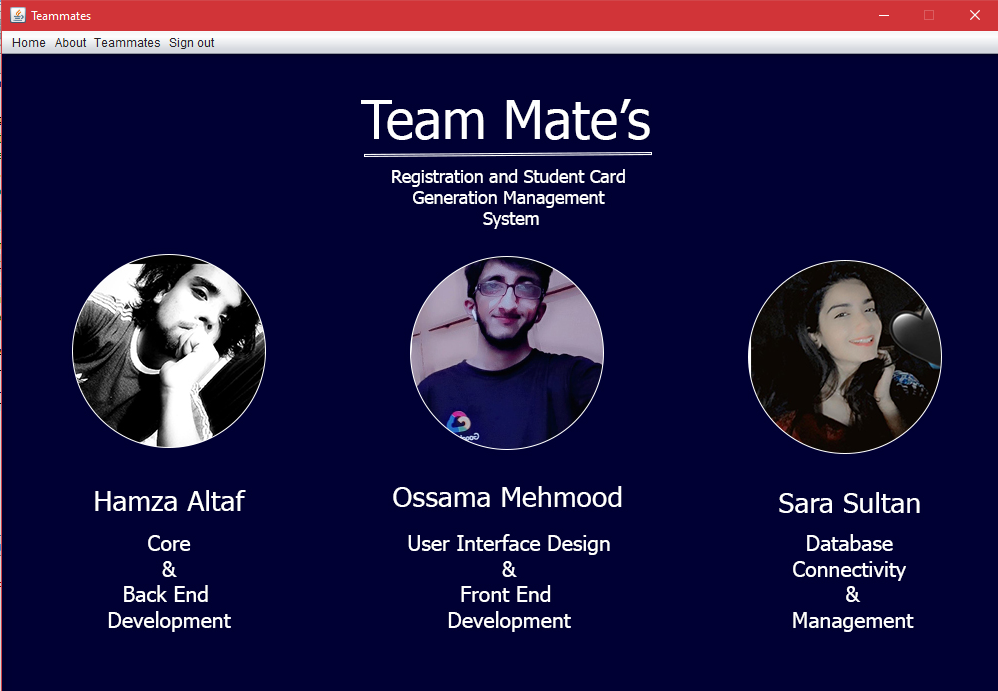 Teammates
Home About Teammates Sign out
Team Mate’s
Registration and Student Card
Generation Management
System
Hamza Altaf
Core
&
Back End
Development
Ossama Mehmood
User Interface Design
&
Front End
Development
Sara Sultan
Database
Connectivity
&
Management